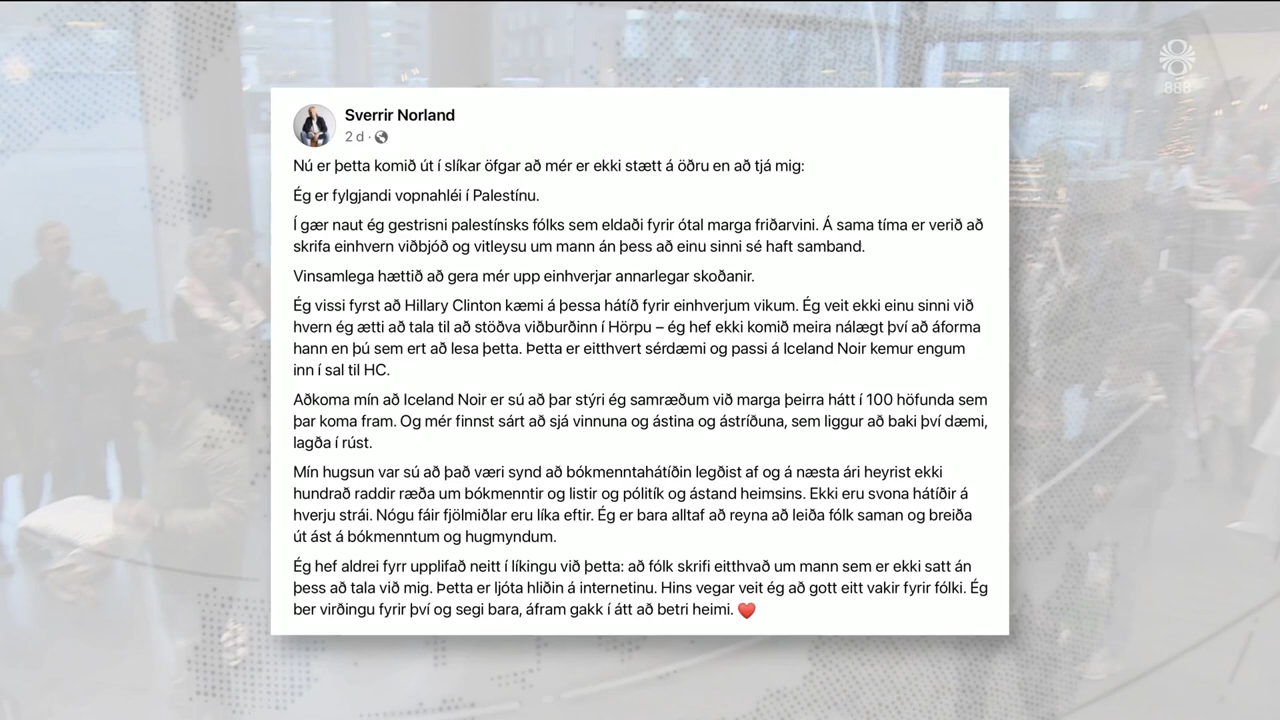 888
Sverrir Norland
2 d ·
Nú er þetta komið út í slíkar öfgar að mér er ekki stætt á öðru en að tjá mig:
Ég er fylgjandi vopnahléi í Palestínu.
Í gær naut ég gestrisni palestínsks fólks sem eldaði fyrir ótal marga friðarvini. Á sama tíma er verið að
skrifa einhvern viðbjóð og vitleysu um mann án þess að einu sinni sé haft samband.
Vinsamlega hættið að gera mér upp einhverjar annarlegar skoðanir.
Ég vissi fyrst að Hillary Clinton kæmi á þessa hátíð fyrir einhverjum vikum. Ég veit ekki einu sinni við
hvern ég ætti að tala til að stöðva viðburðinn í Hörpu – ég hef ekki komið meira nálægt því að áforma
hann en þú sem ert að lesa þetta. Þetta er eitthvert sérdæmi og passi á Iceland Noir kemur engum
inn í sal til HC.
Aðkoma mín að Iceland Noir er sú að þar stýri ég samræðum við marga þeirra hátt í 100 höfunda sem
þar koma fram. Og mér finnst sárt að sjá vinnuna og ástina og ástríðuna, sem liggur að baki því dæmi,
lagða í rúst.
Mín hugsun var sú að það væri synd að bókmenntahátíðin legðist af og á næsta ári heyrist ekki
hundrað raddir ræða um bókmenntir og listir og pólitík og ástand heimsins. Ekki eru svona hátíðir á
hverju strái. Nógu fáir fjölmiðlar eru líka eftir. Ég er bara alltaf að reyna að leiða fólk saman og breiða
út ást á bókmenntum og hugmyndum.
Ég hef aldrei fyrr upplifað neitt í líkingu við þetta: að fólk skrifi eitthvað um mann sem er ekki satt án
þess að tala við mig. Þetta er ljóta hliðin á internetinu. Hins vegar veit ég að gott eitt vakir fyrir fólki. Ég
ber virðingu fyrir því og segi bara, áfram gakk í átt að betri heimi. ❤️